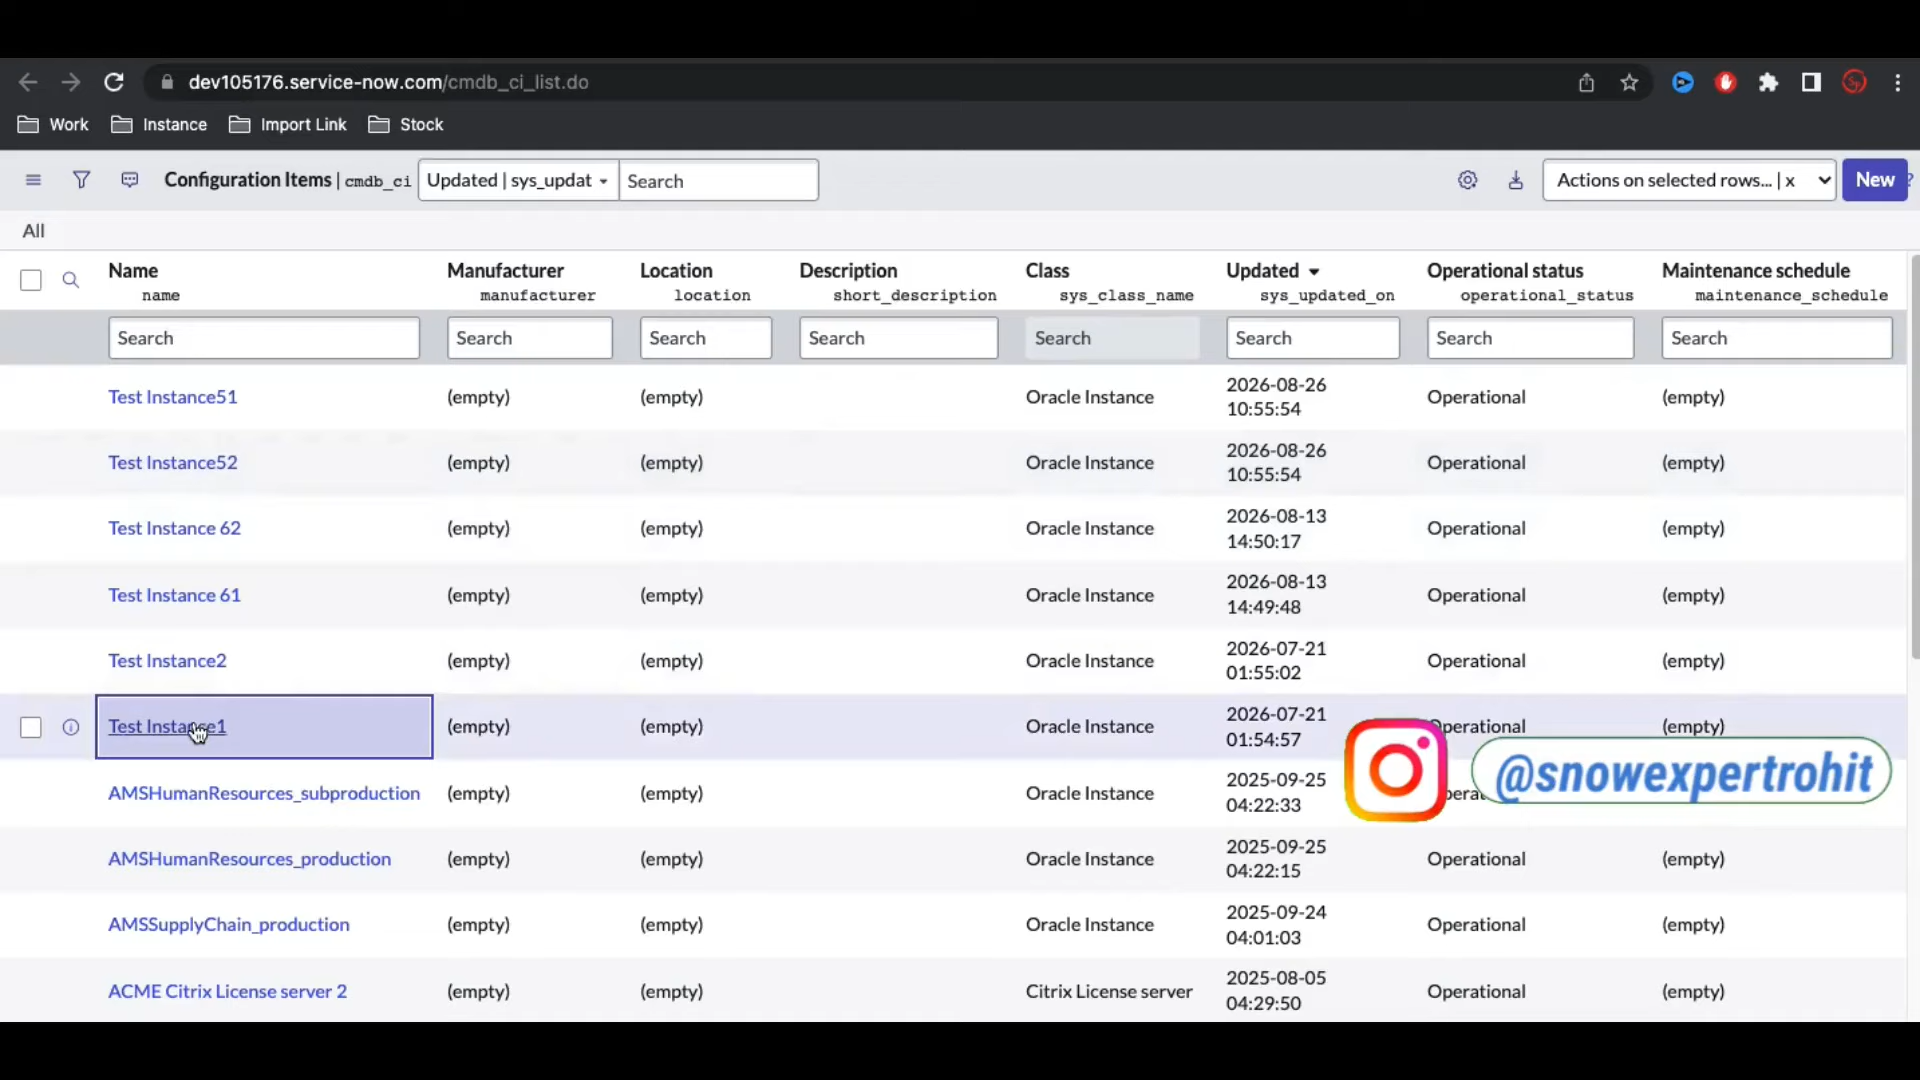 dev105176.service-now.com/cmdb_ci_list.do
Work Instance Import Link Stock
Configuration Items | cmdb_ci Updated | sys_updat Search Actions on selected rows... | x New ?
All
Name Manufacturer Location Description Class Updated Operational status Maintenance schedule
name manufacturer location short_description sys_class_name sys_updated_on operational_status maintenance_schedule
Search Search Search Search Search Search Search Search
Test Instance51 (empty) (empty) Oracle Instance 2026-08-26 10:55:54 Operational (empty)
Test Instance52 (empty) (empty) Oracle Instance 2026-08-26 10:55:54 Operational (empty)
Test Instance 62 (empty) (empty) Oracle Instance 2026-08-13 14:50:17 Operational (empty)
Test Instance 61 (empty) (empty) Oracle Instance 2026-08-13 14:49:48 Operational (empty)
Test Instance2 (empty) (empty) Oracle Instance 2026-07-21 01:55:02 Operational (empty)
Test Instance1 (empty) (empty) Oracle Instance 2026-07-21 01:54:57 Operational (empty)
@snowexpertrohit
AMSHumanResources_subproduction (empty) (empty) Oracle Instance 2025-09-25 04:22:33
AMSHumanResources_production (empty) (empty) Oracle Instance 2025-09-25 04:22:15 Operational (empty)
AMSSupplyChain_production (empty) (empty) Oracle Instance 2025-09-24 04:01:03 Operational (empty)
ACME Citrix License server 2 (empty) (empty) Citrix License server 2025-08-05 04:29:50 Operational (empty)